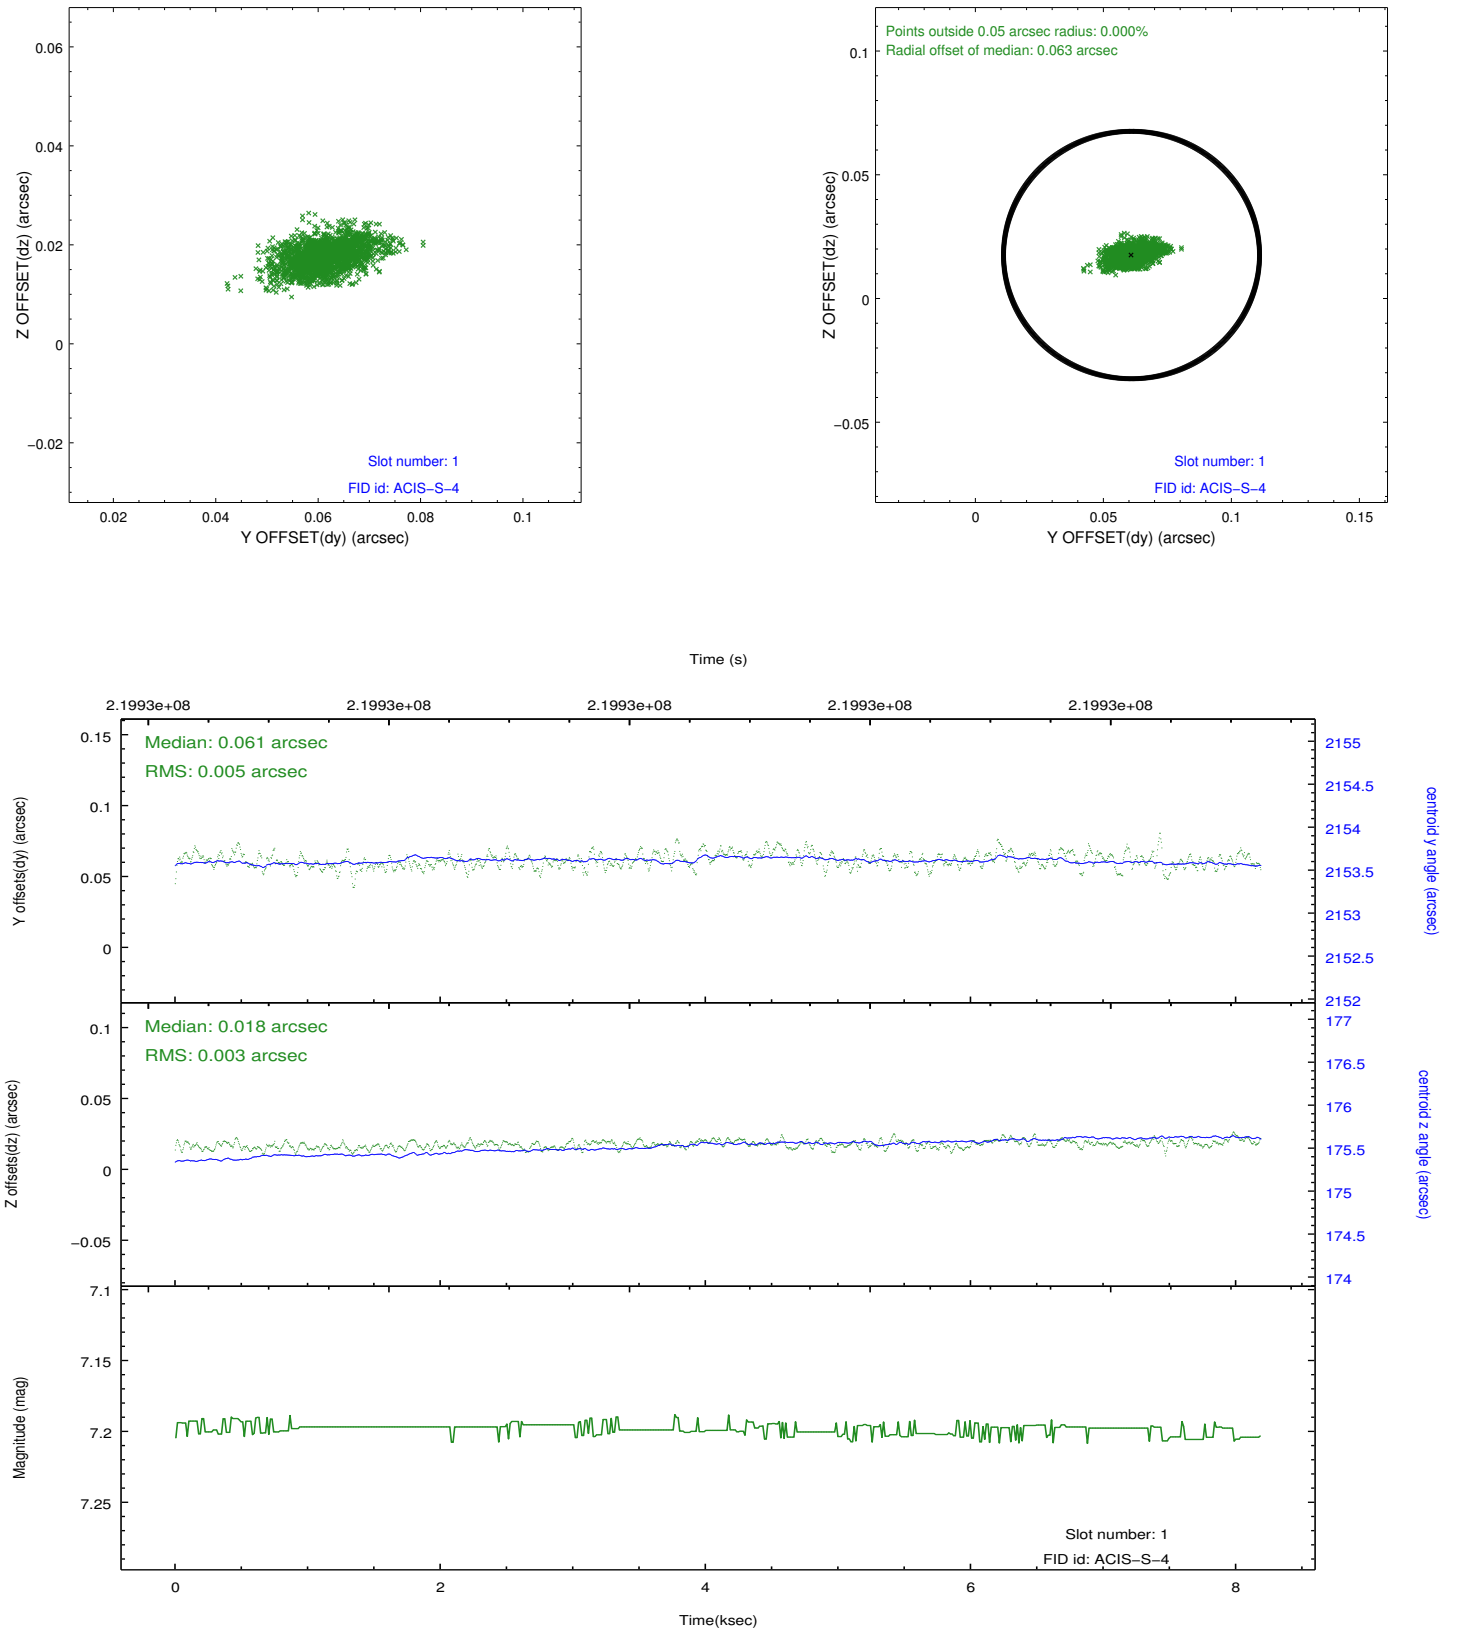 0.06
0.04
0.02
0
−0.02
Z OFFSET(dz) (arcsec)
Slot number: 1
FID id: ACIS−S−4
0.02 0.04 0.06 0.08 0.1
Y OFFSET(dy) (arcsec)
Points outside 0.05 arcsec radius: 0.000%
Radial offset of median: 0.063 arcsec
0.1
0.05
0
−0.05
Z OFFSET(dz) (arcsec)
Slot number: 1
FID id: ACIS−S−4
0 0.05 0.1 0.15
Y OFFSET(dy) (arcsec)
Time (s)
2.1993e+08 2.1993e+08 2.1993e+08 2.1993e+08 2.1993e+08
Median: 0.061 arcsec
RMS: 0.005 arcsec
0.15
0.1
0.05
0
Y offsets(dy) (arcsec)
2155
2154.5
2154
2153.5
2153
2152.5
2152
centroid y angle (arcsec)
Median: 0.018 arcsec
RMS: 0.003 arcsec
0.1
0.05
0
−0.05
Z offsets(dz) (arcsec)
177
176.5
176
175.5
175
174.5
174
centroid z angle (arcsec)
7.1
7.15
7.2
7.25
Magnitude (mag)
Slot number: 1
FID id: ACIS−S−4
0 2 4 6 8
Time(ksec)